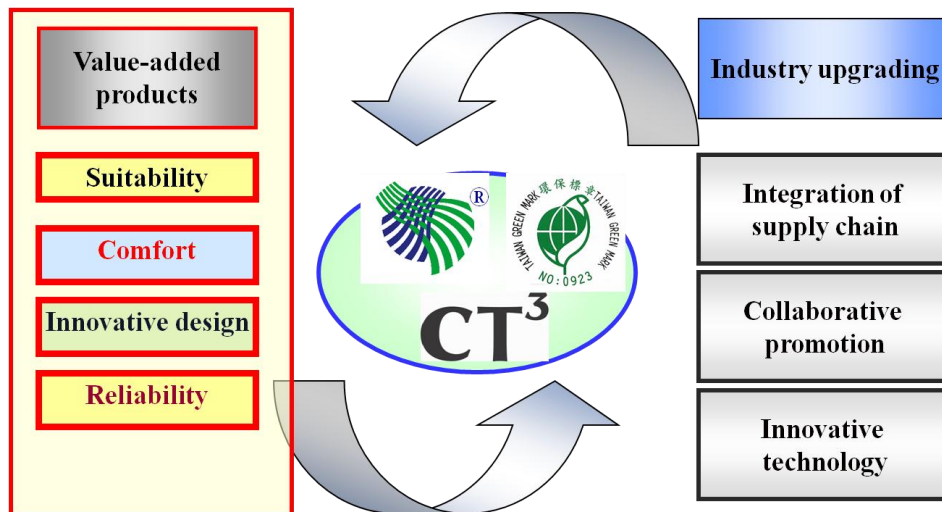 Value-added
products
Suitability
Comfort
Innovative design
Reliability
®
TAIWAN GREEN MARK 環保標章 TAIWAN GREEN MARK
NO:0923
CT³
Industry upgrading
Integration of
supply chain
Collaborative
promotion
Innovative
technology